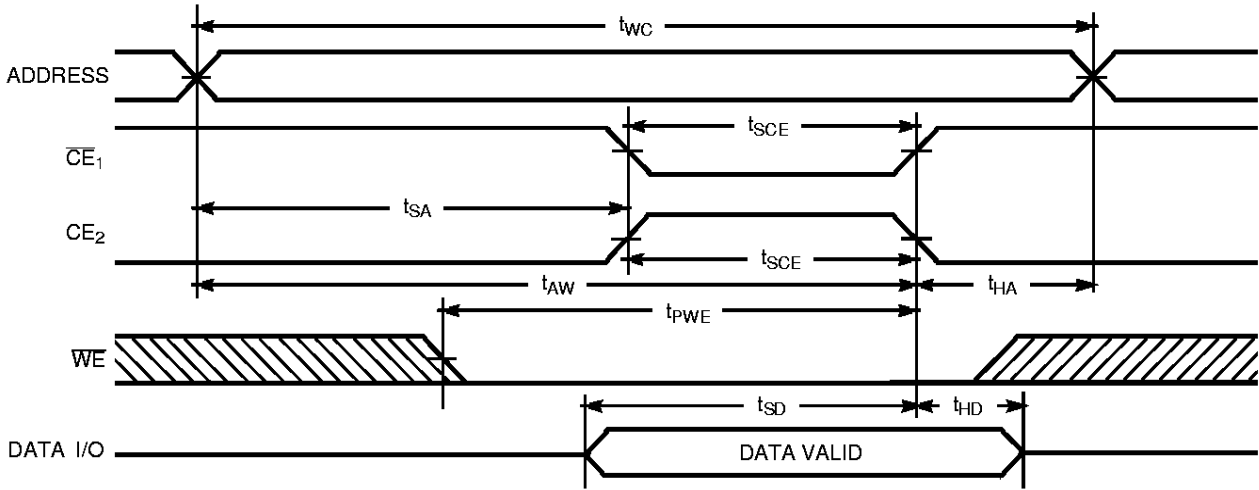 tWC
ADDRESS
tSCE
CE1
tSA
CE2
tSCE
tAW
tHA
tPWE
WE
tSD
tHD
DATA I/O
DATA VALID